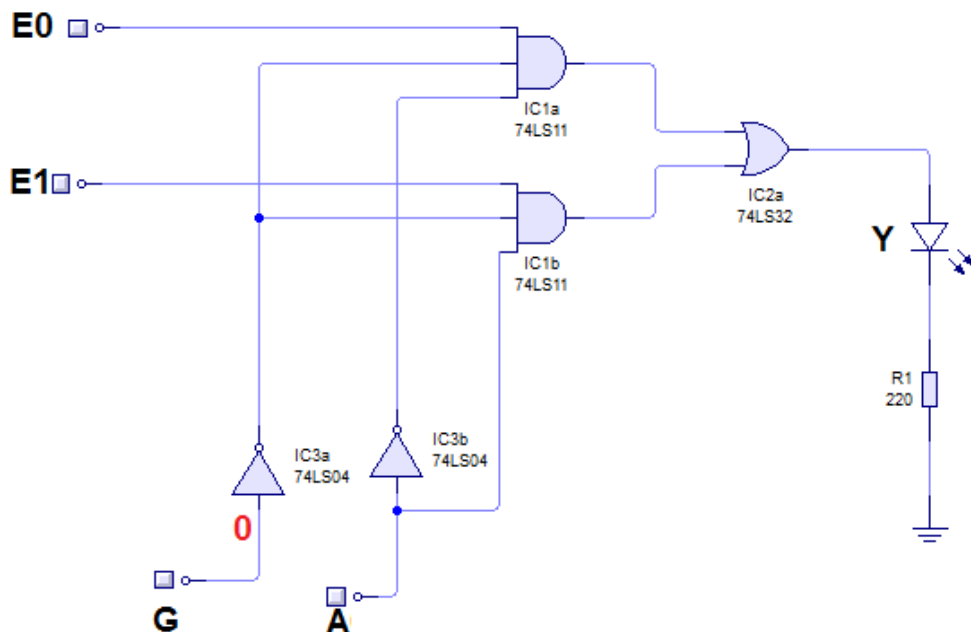 E0
IC1a
74LS11
E1
IC2a
74LS32
Y
IC1b
74LS11
R1
220
IC3a
74LS04
IC3b
74LS04
0
G
A